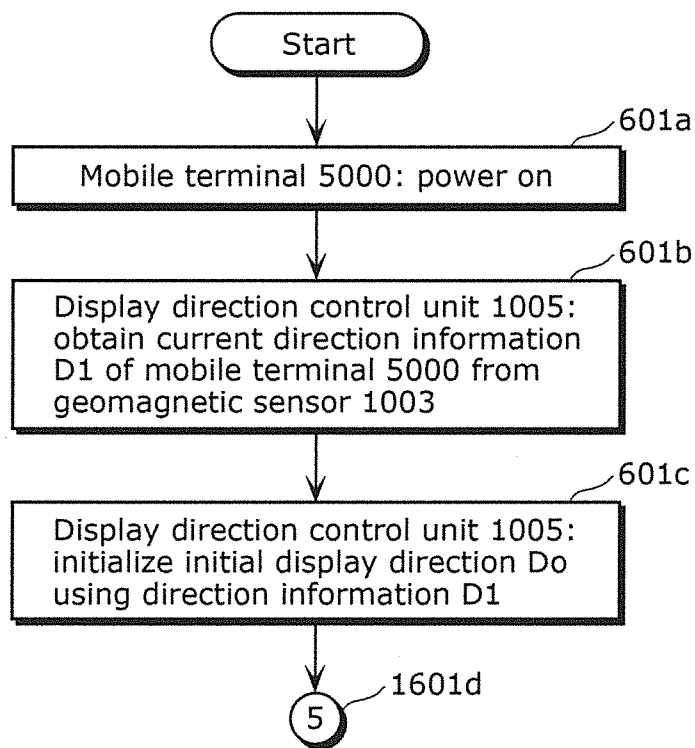 Start
601a
Mobile terminal 5000: power on
601b
Display direction control unit 1005:
obtain current direction information
D1 of mobile terminal 5000 from
geomagnetic sensor 1003
601c
Display direction control unit 1005:
initialize initial display direction Do
using direction information D1
1601d
5